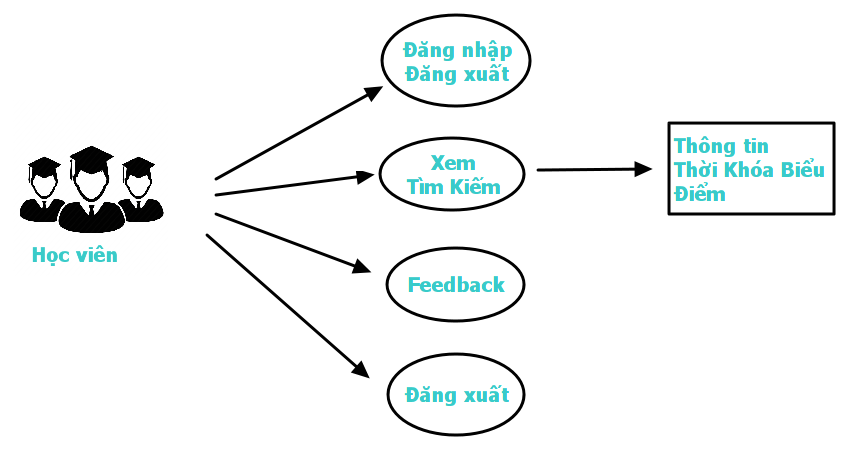 Đăng nhập
Đăng xuất
Xem
Tìm Kiếm
Thông tin
Thời Khóa Biểu
Điểm
Học viên
Feedback
Đăng xuất